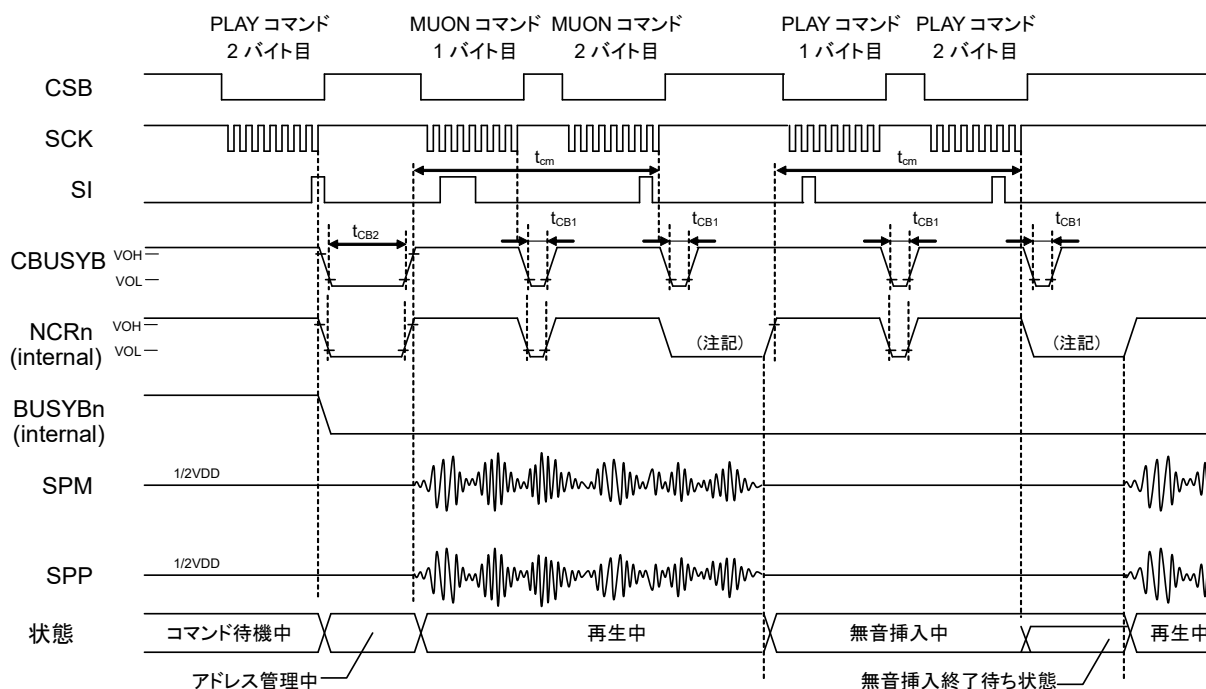 PLAY コマンド MUON コマンド MUON コマンド PLAY コマンド PLAY コマンド
2 バイト目 1 バイト目 2 バイト目 1 バイト目 2 バイト目
CSB
SCK
tcm tcm
SI
tCB2 tCB1 tCB1 tCB1 tCB1
CBUSYB VOH
VOL
NCRn VOH
(internal) VOL (注記) (注記)
BUSYBn
(internal)
1/2VDD
SPM
1/2VDD
SPP
状態 コマンド待機中 再生中 無音挿入中 再生中
アドレス管理中 無音挿入終了待ち状態